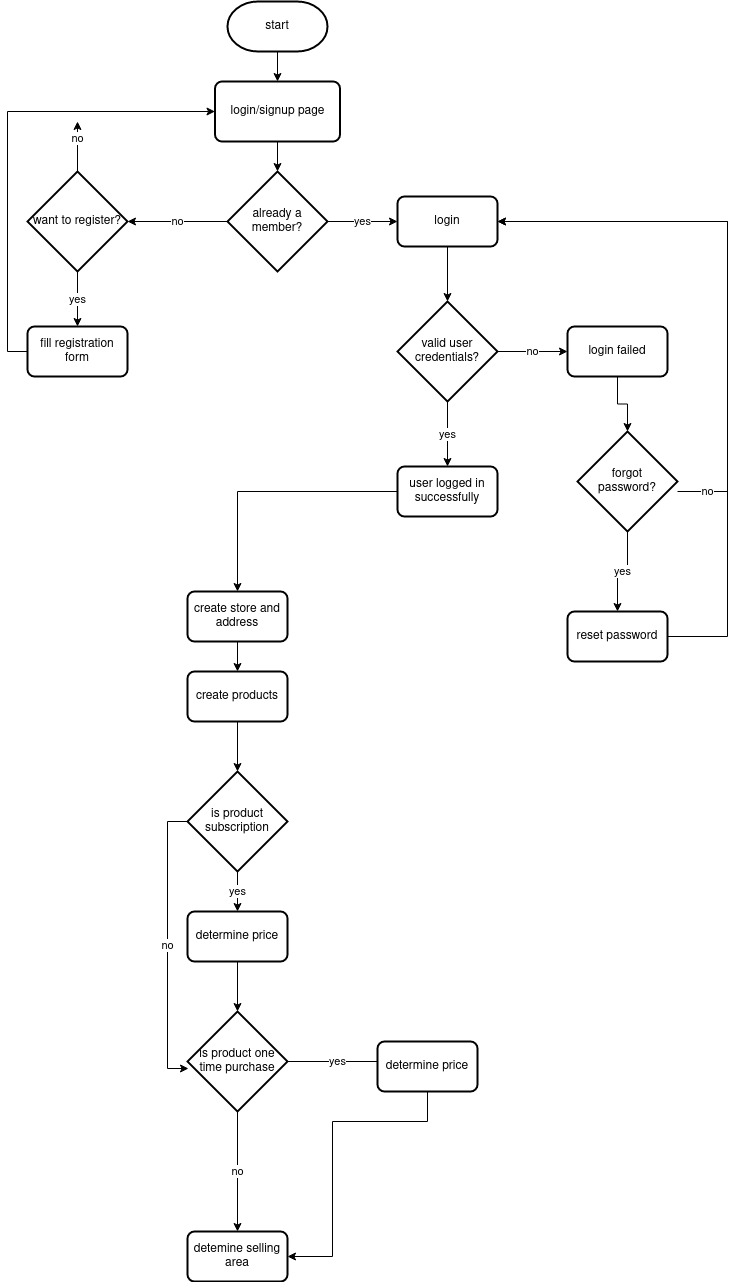 start
login/signup page
no
want to register?
no
already a
member?
yes
login
yes
fill registration
form
valid user
credentials?
no
login failed
yes
forgot
password?
no
user logged in
successfully
yes
create store and
address
reset password
create products
is product
subscription
yes
determine price
no
is product one
time purchase
yes
determine price
no
detemine selling
area